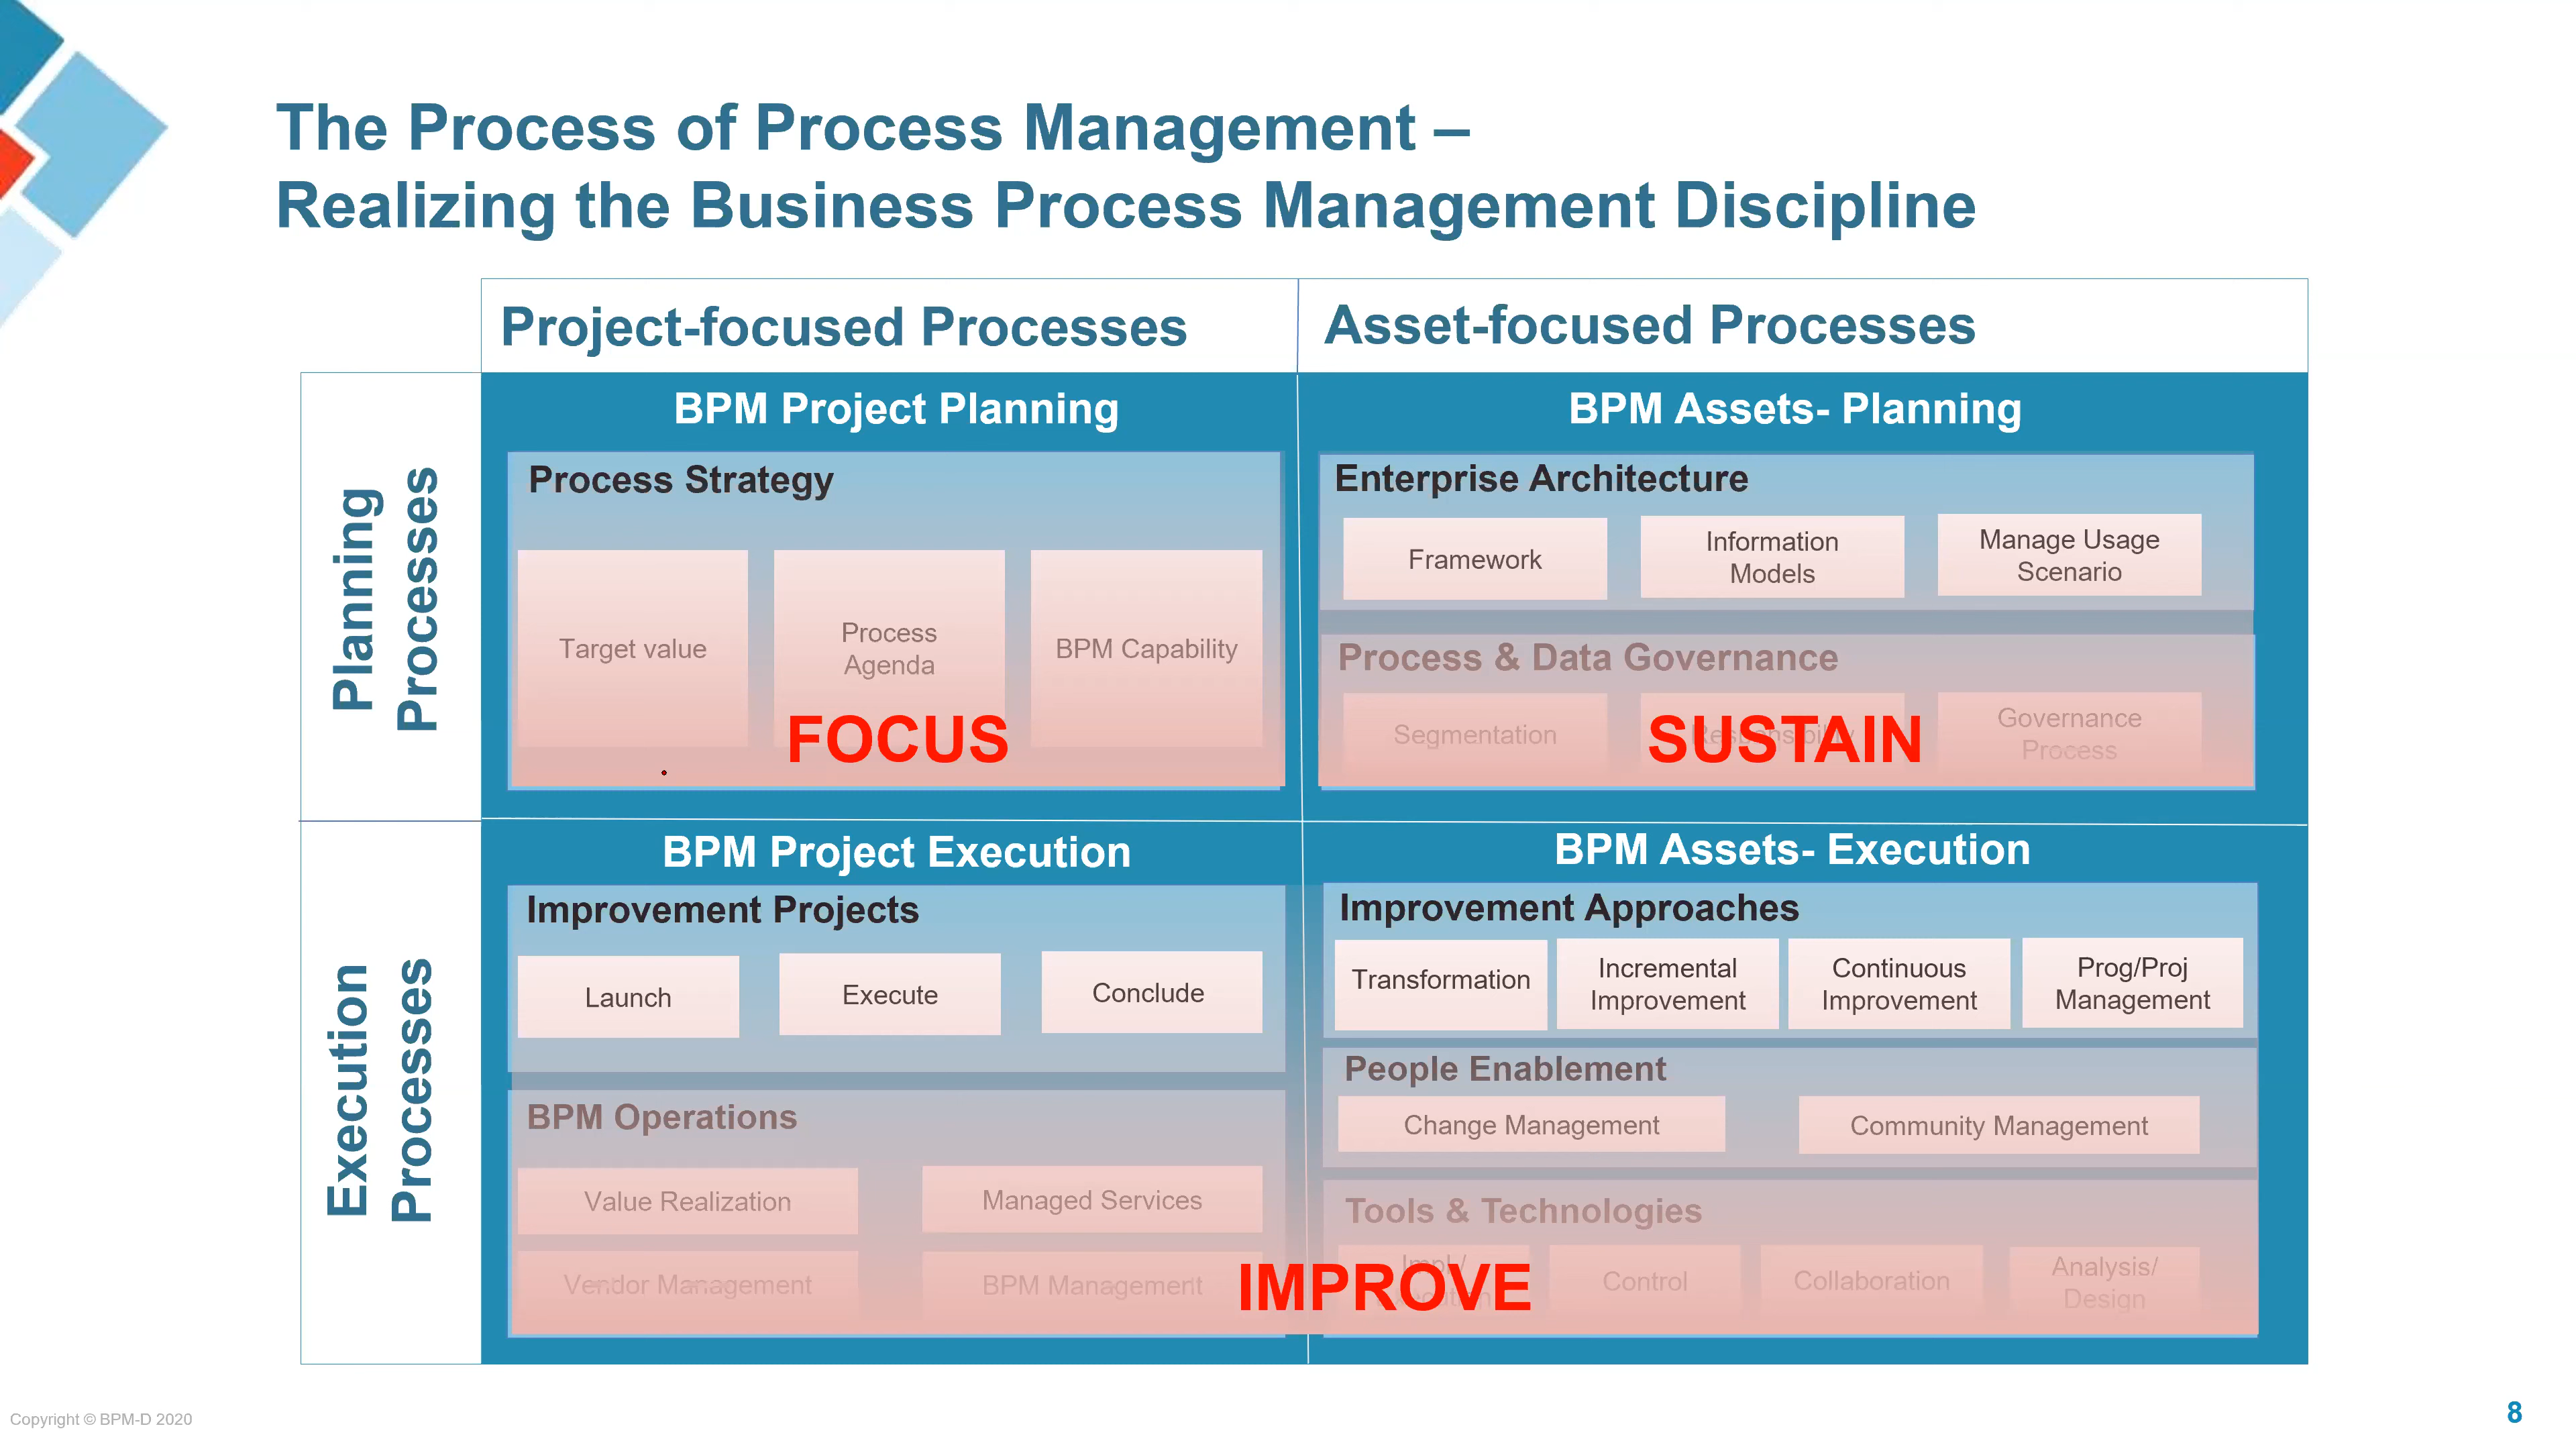 The Process of Process Management –
Realizing the Business Process Management Discipline
Project-focused Processes
Asset-focused Processes
Planning
Processes
BPM Project Planning
Process Strategy
Target value
Process
Agenda
BPM Capability
FOCUS
BPM Assets- Planning
Enterprise Architecture
Framework
Information
Models
Manage Usage
Scenario
Process & Data Governance
Segmentation
Responsibility
Governance
Process
SUSTAIN
Execution
Processes
BPM Project Execution
Improvement Projects
Launch
Execute
Conclude
BPM Operations
Value Realization
Managed Services
Vendor Management
BPM Management
BPM Assets- Execution
Improvement Approaches
Transformation
Incremental
Improvement
Continuous
Improvement
Prog/Proj
Management
People Enablement
Change Management
Community Management
Tools & Technologies
Impl./
Control
Collaboration
Analysis/
Design
IMPROVE
Copyright © BPM-D 2020
8